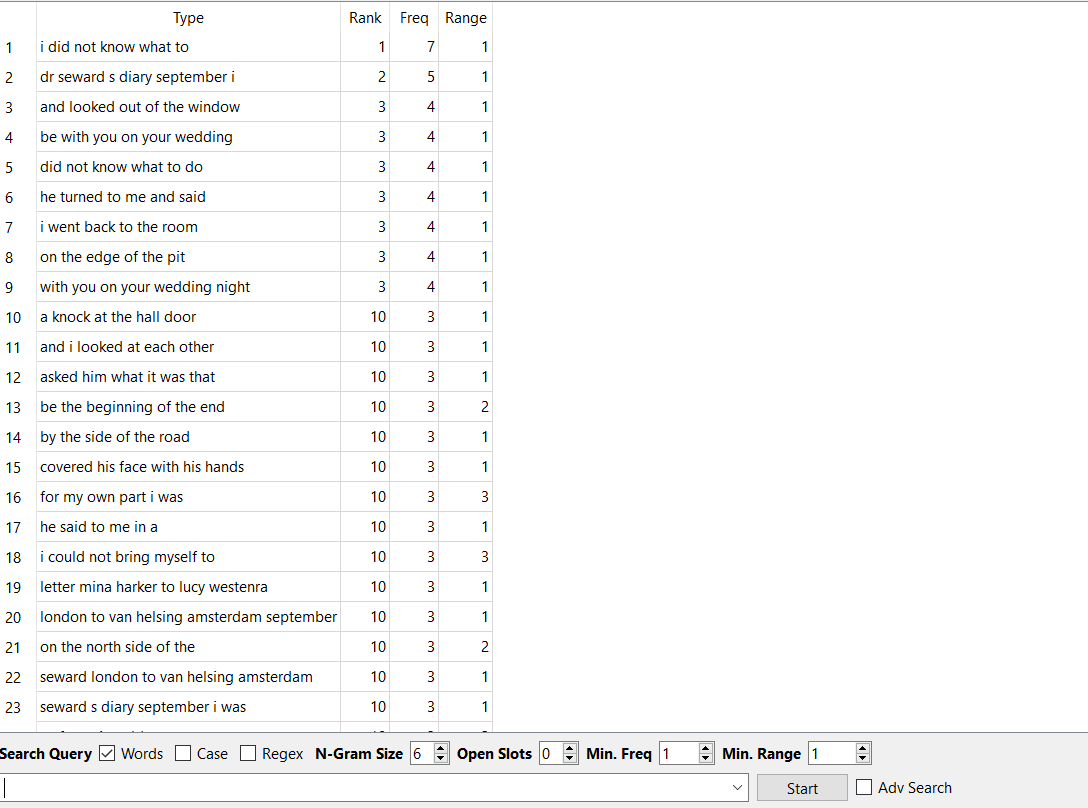 Type Rank Freq Range
1 i did not know what to 1 7 1
2 dr seward s diary september i 2 5 1
3 and looked out of the window 3 4 1
4 be with you on your wedding 3 4 1
5 did not know what to do 3 4 1
6 he turned to me and said 3 4 1
7 i went back to the room 3 4 1
8 on the edge of the pit 3 4 1
9 with you on your wedding night 3 4 1
10 a knock at the hall door 10 3 1
11 and i looked at each other 10 3 1
12 asked him what it was that 10 3 1
13 be the beginning of the end 10 3 2
14 by the side of the road 10 3 1
15 covered his face with his hands 10 3 1
16 for my own part i was 10 3 3
17 he said to me in a 10 3 1
18 i could not bring myself to 10 3 3
19 letter mina harker to lucy westenra 10 3 1
20 london to van helsing amsterdam september 10 3 1
21 on the north side of the 10 3 2
22 seward london to van helsing amsterdam 10 3 1
23 seward s diary september i was 10 3 1
Search Query Words Case Regex N-Gram Size 6 Open Slots 0 Min. Freq 1 Min. Range 1
Start Adv Search